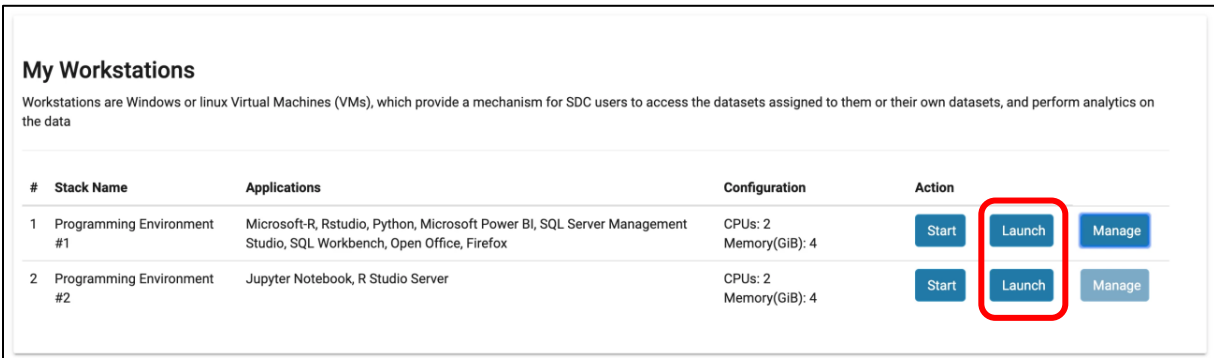 My Workstations
Workstations are Windows or linux Virtual Machines (VMs), which provide a mechanism for SDC users to access the datasets assigned to them or their own datasets, and perform analytics on
the data
# Stack Name Applications Configuration Action
1 Programming Environment Microsoft-R, Rstudio, Python, Microsoft Power BI, SQL Server Management CPUs: 2 Start Launch Manage
#1 Studio, SQL Workbench, Open Office, Firefox Memory(GiB): 4
2 Programming Environment Jupyter Notebook, R Studio Server CPUs: 2 Start Launch Manage
#2 Memory(GiB): 4